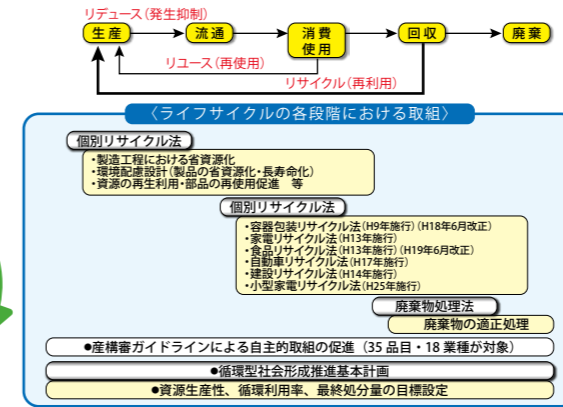 リデュース(発生抑制)
生産
流通
消費
使用
回収
廃棄
リユース(再使用)
リサイクル(再利用)
〈ライフサイクルの各段階における取組〉
個別リサイクル法
・製造工程における省資源化
・環境配慮設計(製品の省資源化・長寿命化)
・資源の再生利用・部品の再使用促進 等
個別リサイクル法
・容器包装リサイクル法(H9年施行)(H18年6月改正)
・家電リサイクル法(H13年施行)
・食品リサイクル法(H13年施行)(H19年6月改正)
・自動車リサイクル法(H17年施行)
・建設リサイクル法(H14年施行)
・小型家電リサイクル法(H25年施行)
廃棄物処理法
廃棄物の適正処理
●産構審ガイドラインによる自主的取組の促進(35品目・18業種が対象)
●循環型社会形成推進基本計画
●資源生産性、循環利用率、最終処分量の目標設定